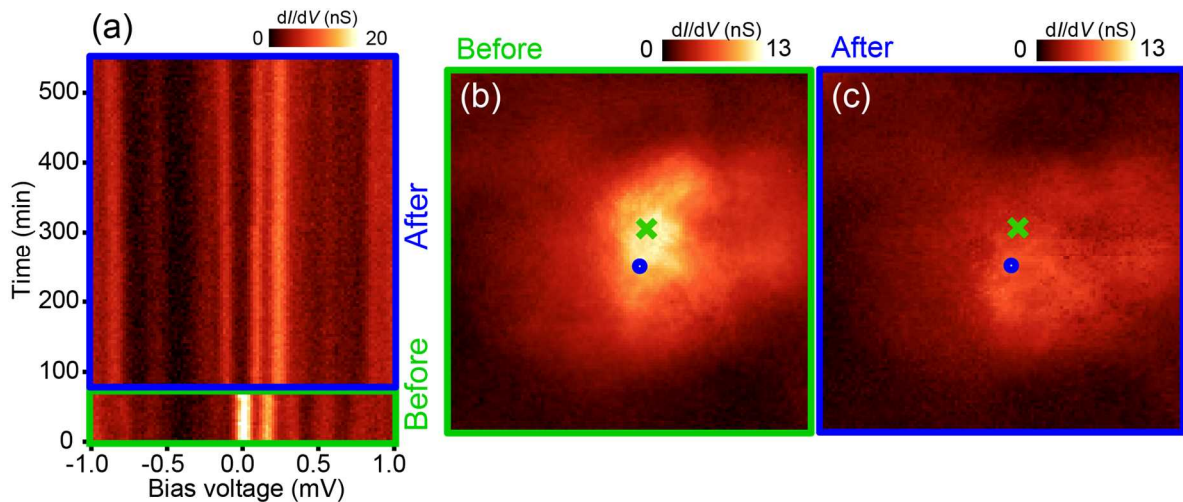 (a)
dI/dV (nS)
0 20
500
400
300
200
100
0
Time (min)
-1.0 -0.5 0.0 0.5 1.0
Bias voltage (mV)
After
Before
Before
dI/dV (nS)
0 13
(b)
After
dI/dV (nS)
0 13
(c)